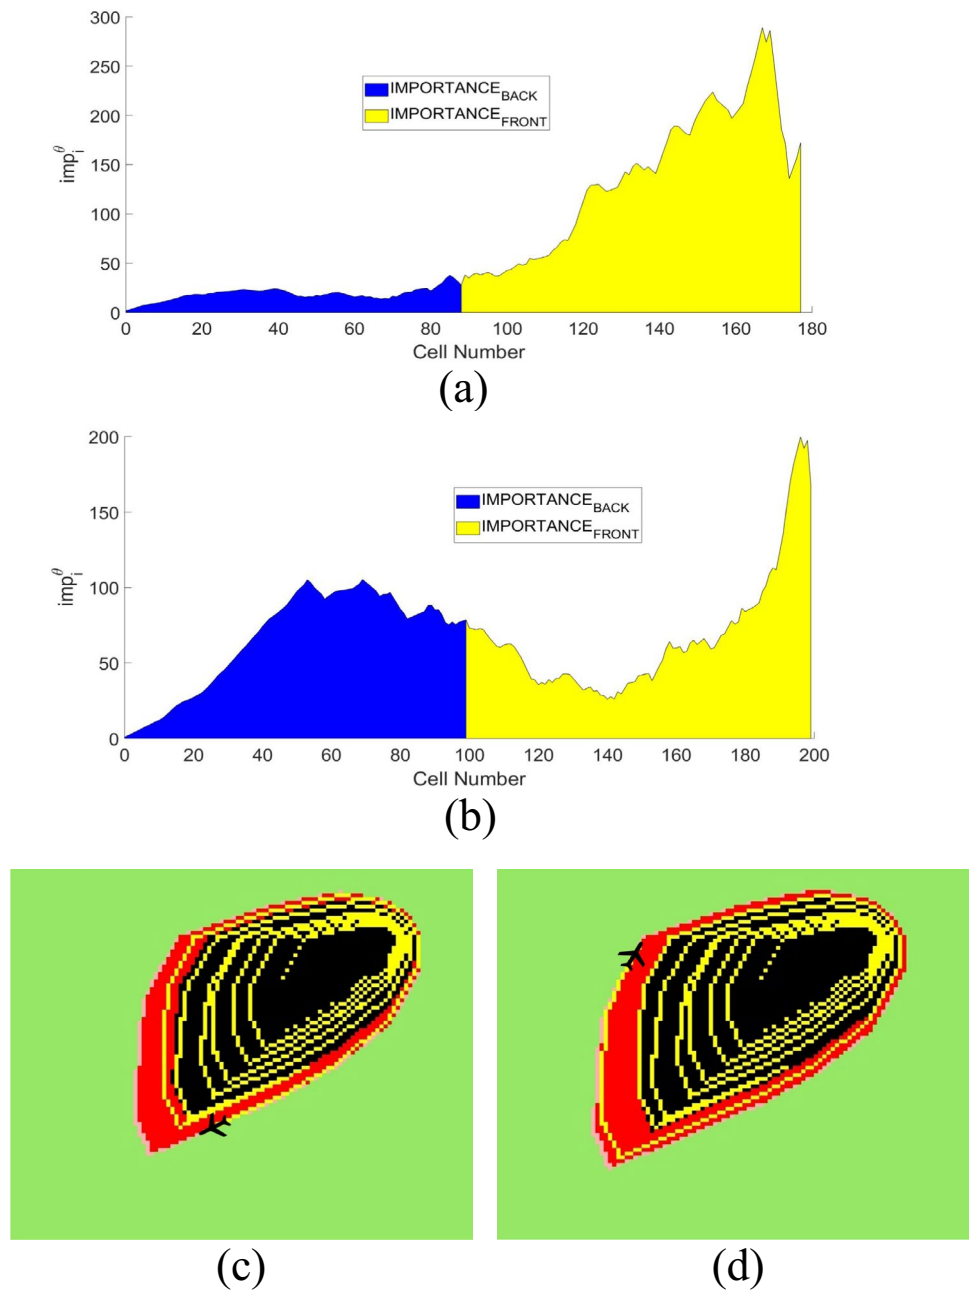 300
250
200
150
100
50
0
imp_i^θ
IMPORTANCE_BACK
IMPORTANCE_FRONT
0 20 40 60 80 100 120 140 160 180
Cell Number
(a)
200
150
100
50
0
imp_i^θ
IMPORTANCE_BACK
IMPORTANCE_FRONT
0 20 40 60 80 100 120 140 160 180 200
Cell Number
(b)
(c) (d)